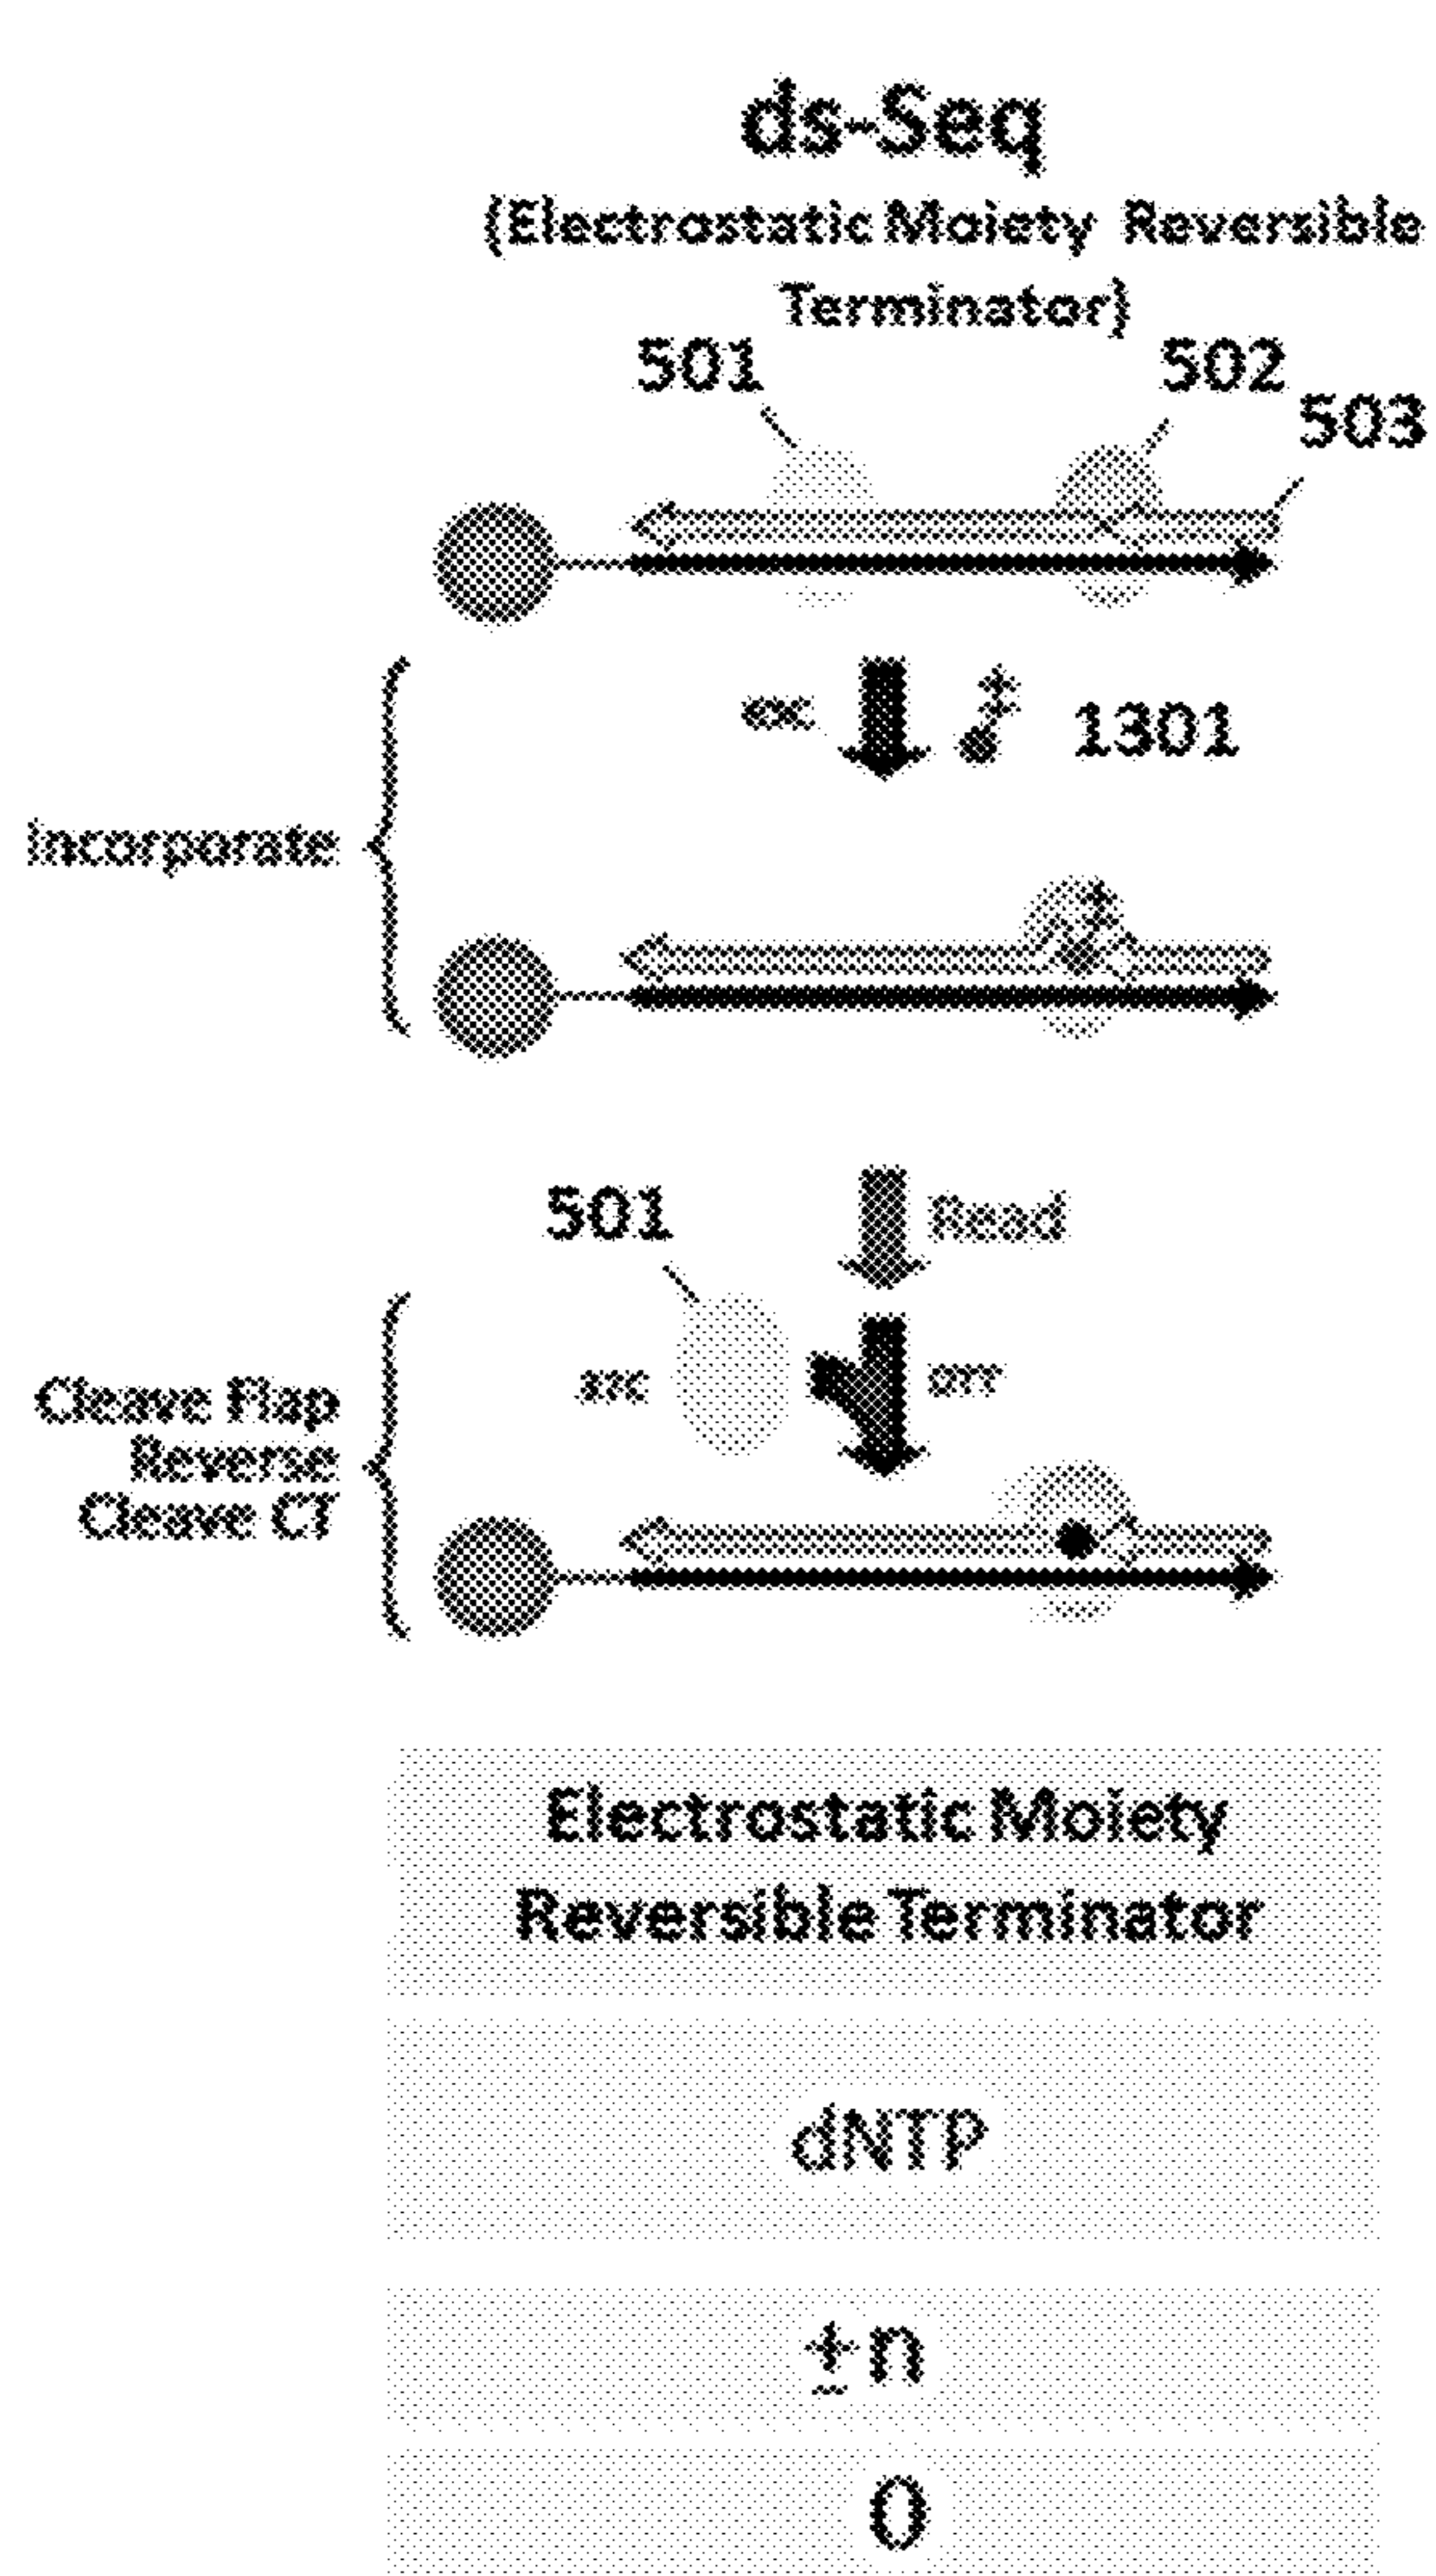 ds-Seq
(Electrostatic Moiety Reversible
Terminator)
501
502
503
ex
1301
Incorporate
501
Read
Cleave Flap
Reverse
Cleave CT
Electrostatic Moiety
Reversible Terminator
dNTP
±n
0